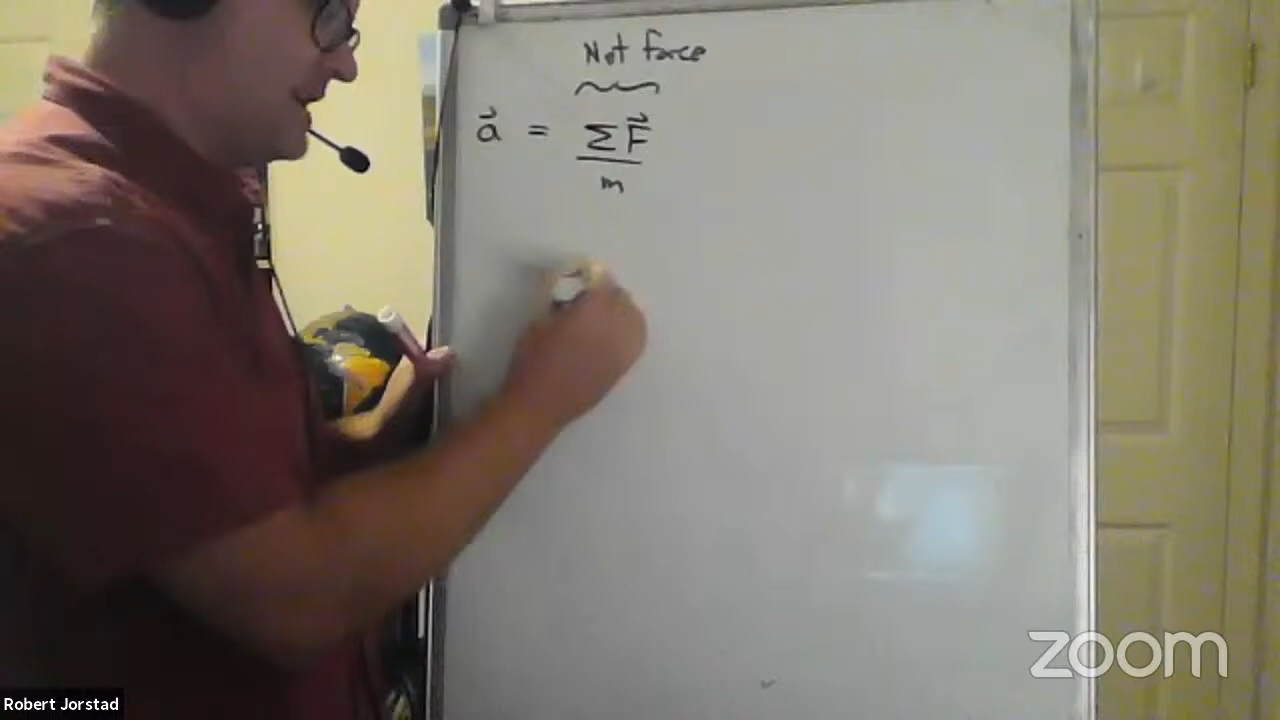 Net force
a⃗ = ΣF⃗
m
zoom
Robert Jorstad